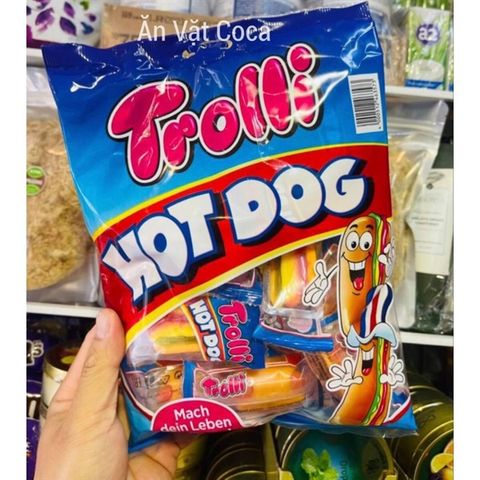 Ăn Vặt Coca
Trolli
HOT DOG
Trolli
HOT DOG
Trolli
Mach
dein Leben